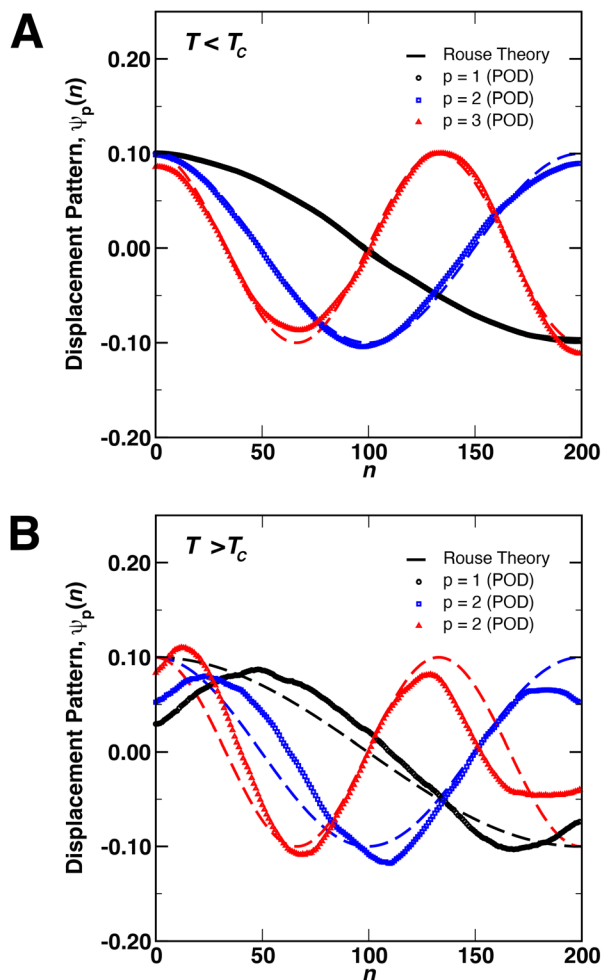 A
T < Tc
0.20
0.10
0.00
-0.10
-0.20
Displacement Pattern, ψp(n)
Rouse Theory
p = 1 (POD)
p = 2 (POD)
p = 3 (POD)
0
50
100
150
200
n
B
T >Tc
0.20
0.10
0.00
-0.10
-0.20
Displacement Pattern, ψp(n)
Rouse Theory
p = 1 (POD)
p = 2 (POD)
p = 2 (POD)
0
50
100
150
200
n